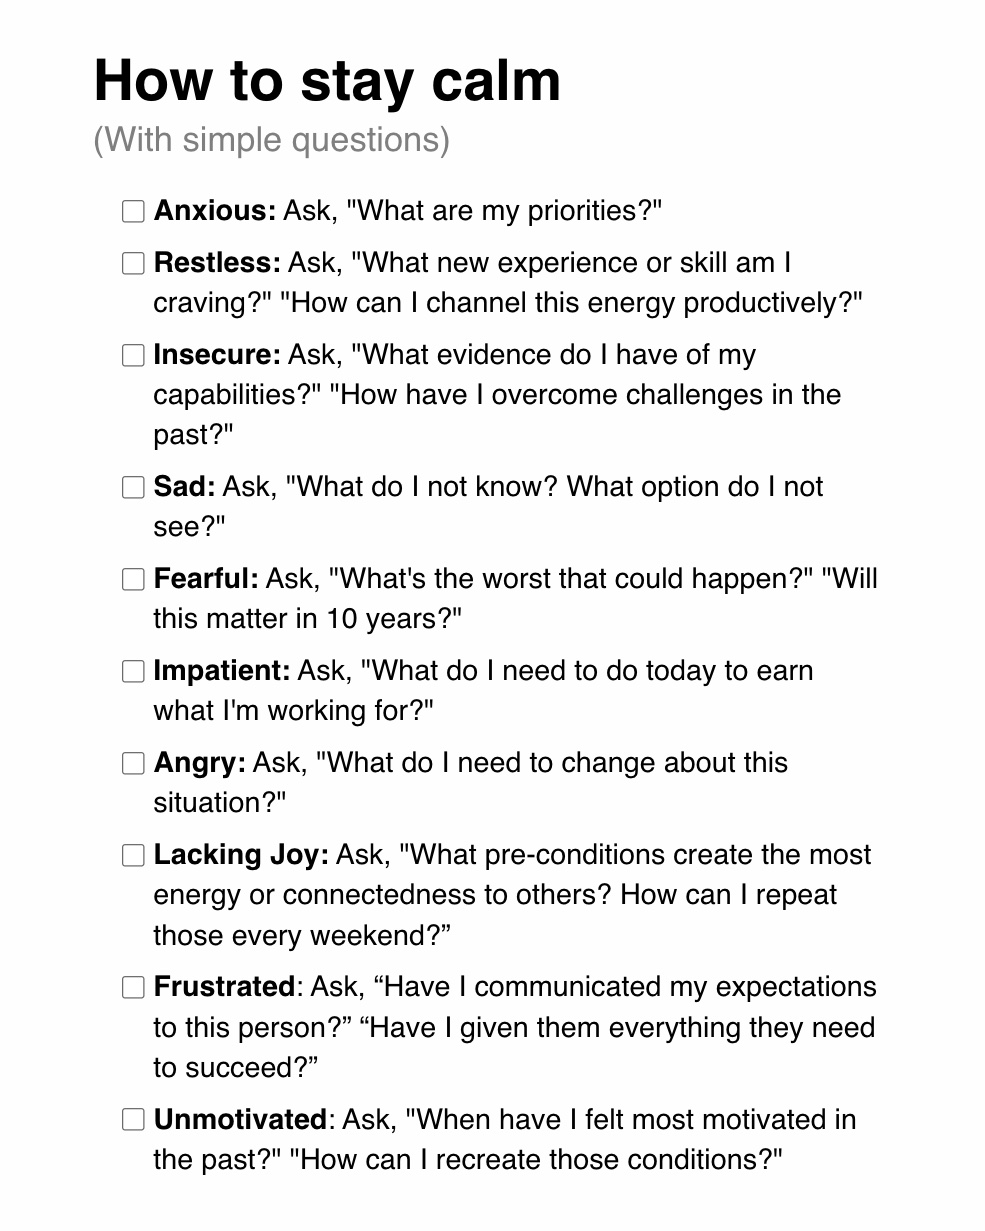 How to stay calm
(With simple questions)
Anxious: Ask, "What are my priorities?"
Restless: Ask, "What new experience or skill am I
craving?" "How can I channel this energy productively?"
Insecure: Ask, "What evidence do I have of my
capabilities?" "How have I overcome challenges in the
past?"
Sad: Ask, "What do I not know? What option do I not
see?"
Fearful: Ask, "What's the worst that could happen?" "Will
this matter in 10 years?"
Impatient: Ask, "What do I need to do today to earn
what I'm working for?"
Angry: Ask, "What do I need to change about this
situation?"
Lacking Joy: Ask, "What pre-conditions create the most
energy or connectedness to others? How can I repeat
those every weekend?”
Frustrated: Ask, “Have I communicated my expectations
to this person?” “Have I given them everything they need
to succeed?”
Unmotivated: Ask, "When have I felt most motivated in
the past?" "How can I recreate those conditions?"